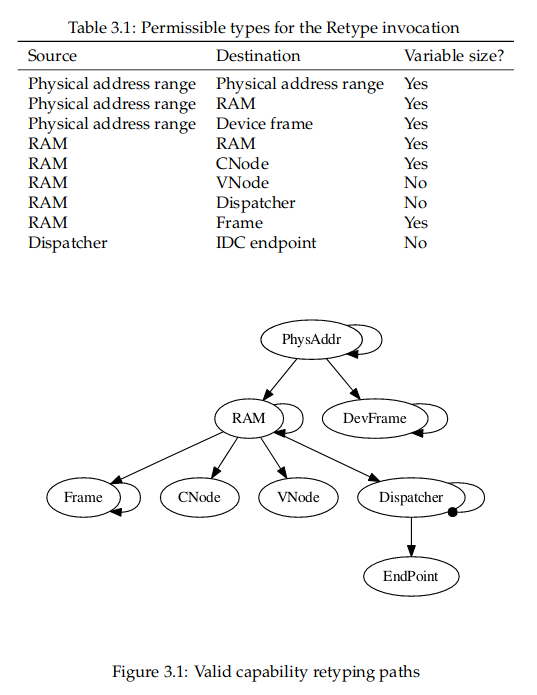 Table 3.1: Permissible types for the Retype invocation
Source Destination Variable size?
Physical address range Physical address range Yes
Physical address range RAM Yes
Physical address range Device frame Yes
RAM RAM Yes
RAM CNode Yes
RAM VNode No
RAM Dispatcher No
RAM Frame Yes
Dispatcher IDC endpoint No
PhysAddr
RAM DevFrame
Frame CNode VNode Dispatcher
EndPoint
Figure 3.1: Valid capability retyping paths